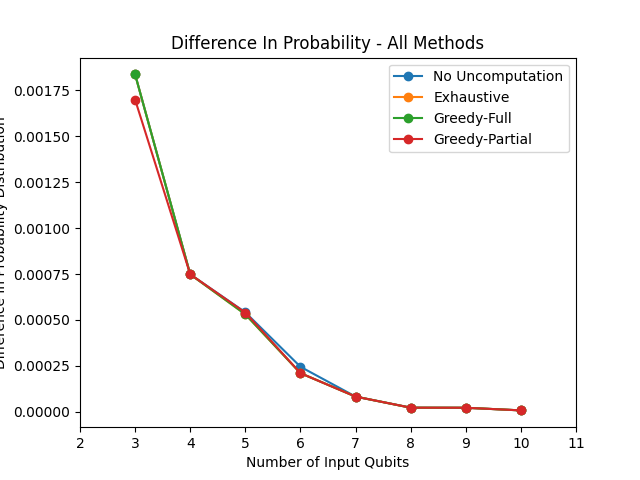 Difference In Probability - All Methods
No Uncomputation
Exhaustive
Greedy-Full
Greedy-Partial
Difference in Probability Distribution
0.00175
0.00150
0.00125
0.00100
0.00075
0.00050
0.00025
0.00000
2 3 4 5 6 7 8 9 10 11
Number of Input Qubits